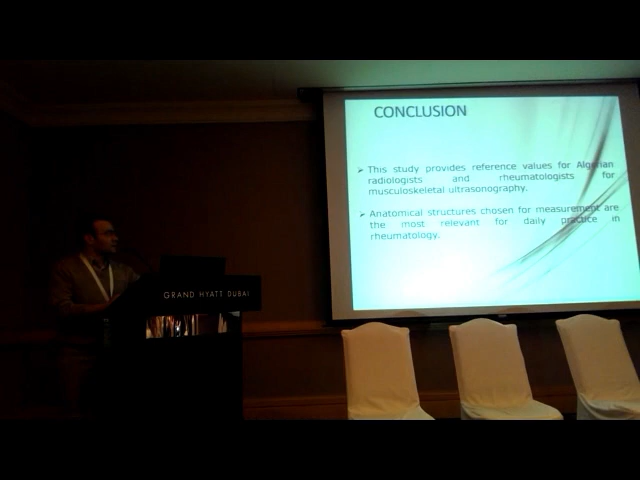 CONCLUSION
➢ This study provides reference values for Algerian
radiologists and rheumatologists for
musculoskeletal ultrasonography.
➢ Anatomical structures chosen for measurement are
the most relevant for daily practice in
rheumatology.
GRAND HYATT DUBAI